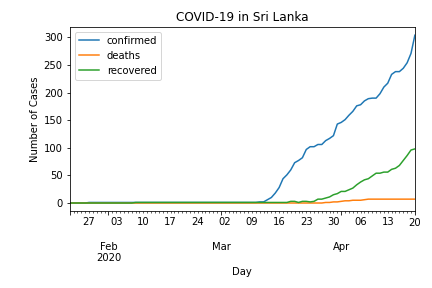 COVID-19 in Sri Lanka
confirmed
deaths
recovered
Number of Cases
300
250
200
150
100
50
0
27 03 10 17 24 02 09 16 23 30 06 13 20
Feb Mar Apr
2020
Day